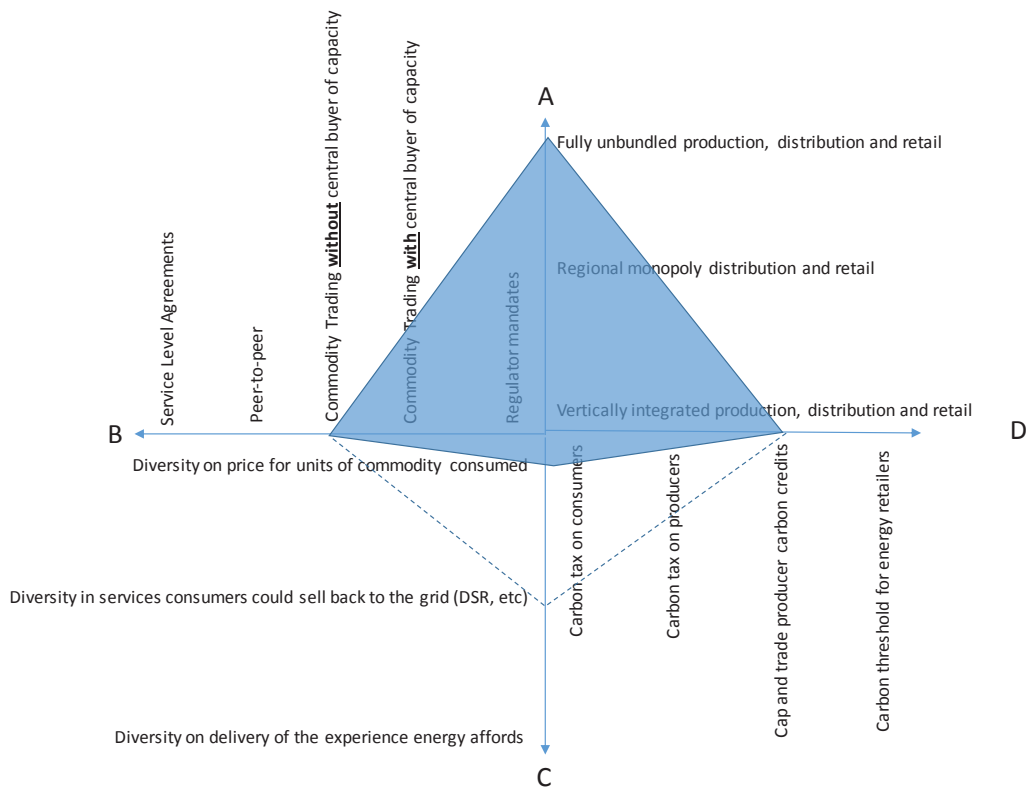 A
Fully unbundled production, distribution and retail
Regional monopoly distribution and retail
Vertically integrated production, distribution and retail
Service Level Agreements
Peer-to-peer
Commodity Trading without central buyer of capacity
Commodity Trading with central buyer of capacity
Regulator mandates
B
D
Diversity on price for units of commodity consumed
Diversity in services consumers could sell back to the grid (DSR, etc)
Diversity on delivery of the experience energy affords
Carbon tax on consumers
Carbon tax on producers
Cap and trade producer carbon credits
Carbon threshold for energy retailers
C